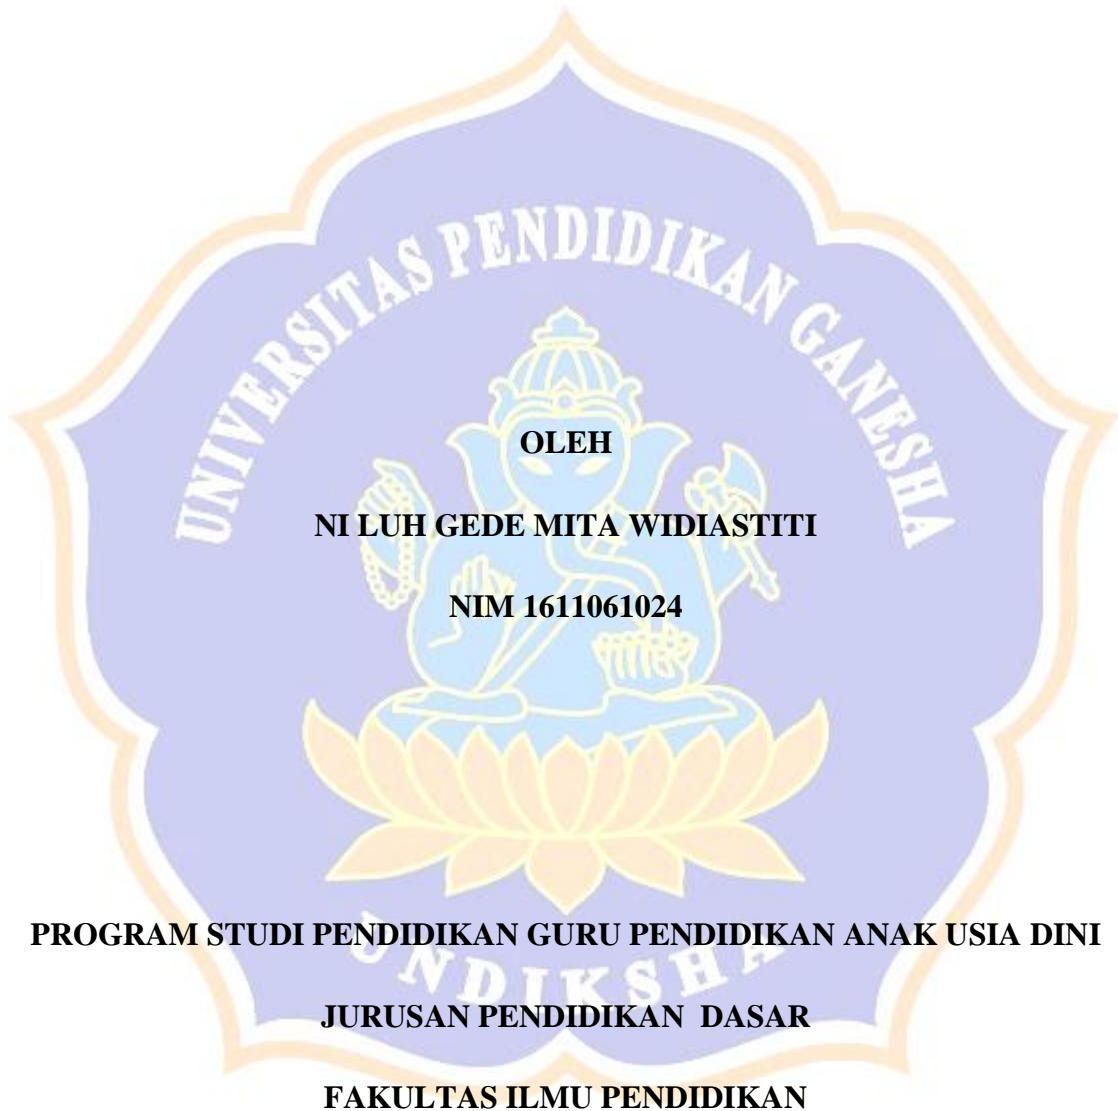 UNIVERSITAS PENDIDIKAN GANESHA
OLEH
NI LUH GEDE MITA WIDIASTITI
NIM 1611061024
PROGRAM STUDI PENDIDIKAN GURU PENDIDIKAN ANAK USIA DINI
UNDIKSHA
JURUSAN PENDIDIKAN DASAR
FAKULTAS ILMU PENDIDIKAN